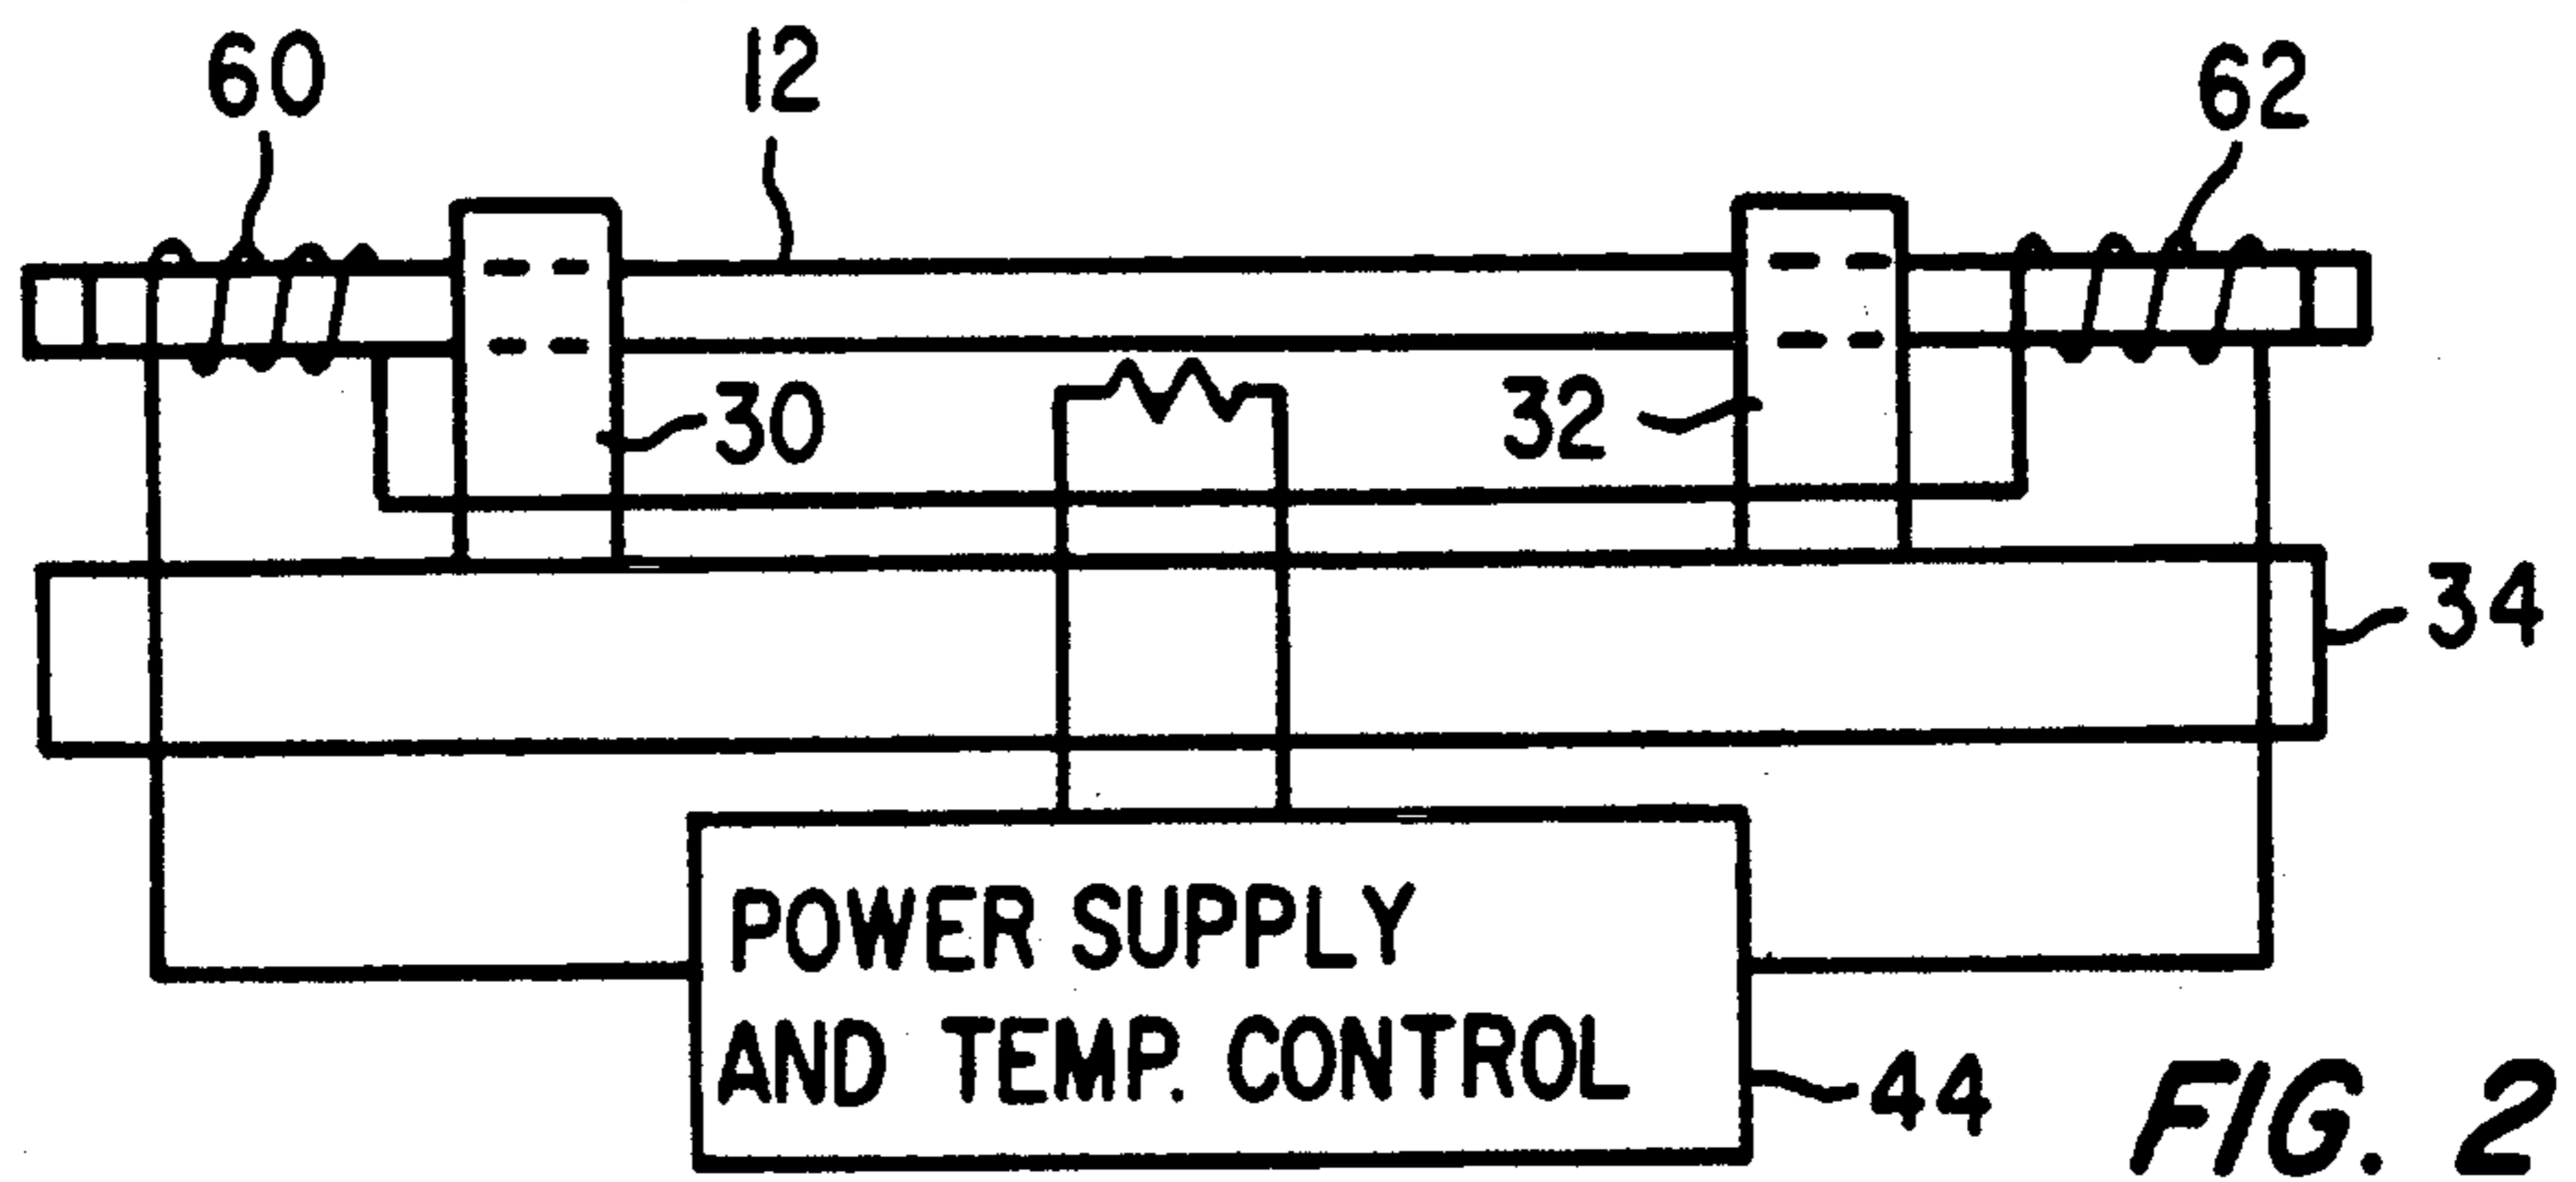 60
12
62
30
32
34
POWER SUPPLY
AND TEMP. CONTROL
44
FIG. 2